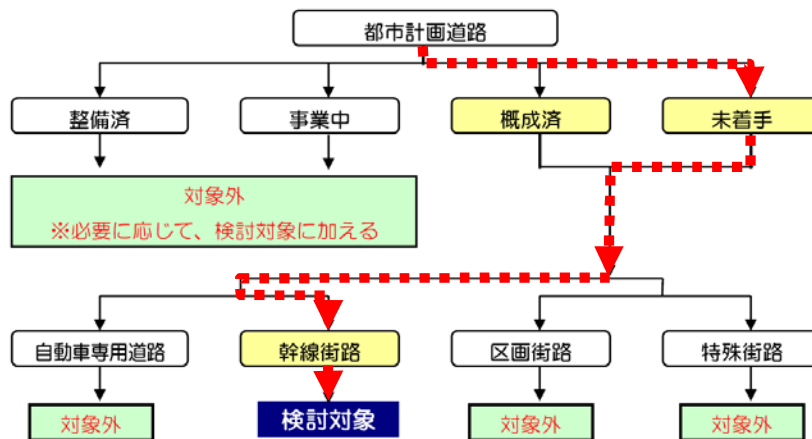 都市計画道路
整備済
事業中
概成済
未着手
対象外
※必要に応じて、検討対象に加える
自動車専用道路
幹線街路
区画街路
特殊街路
対象外
検討対象
対象外
対象外